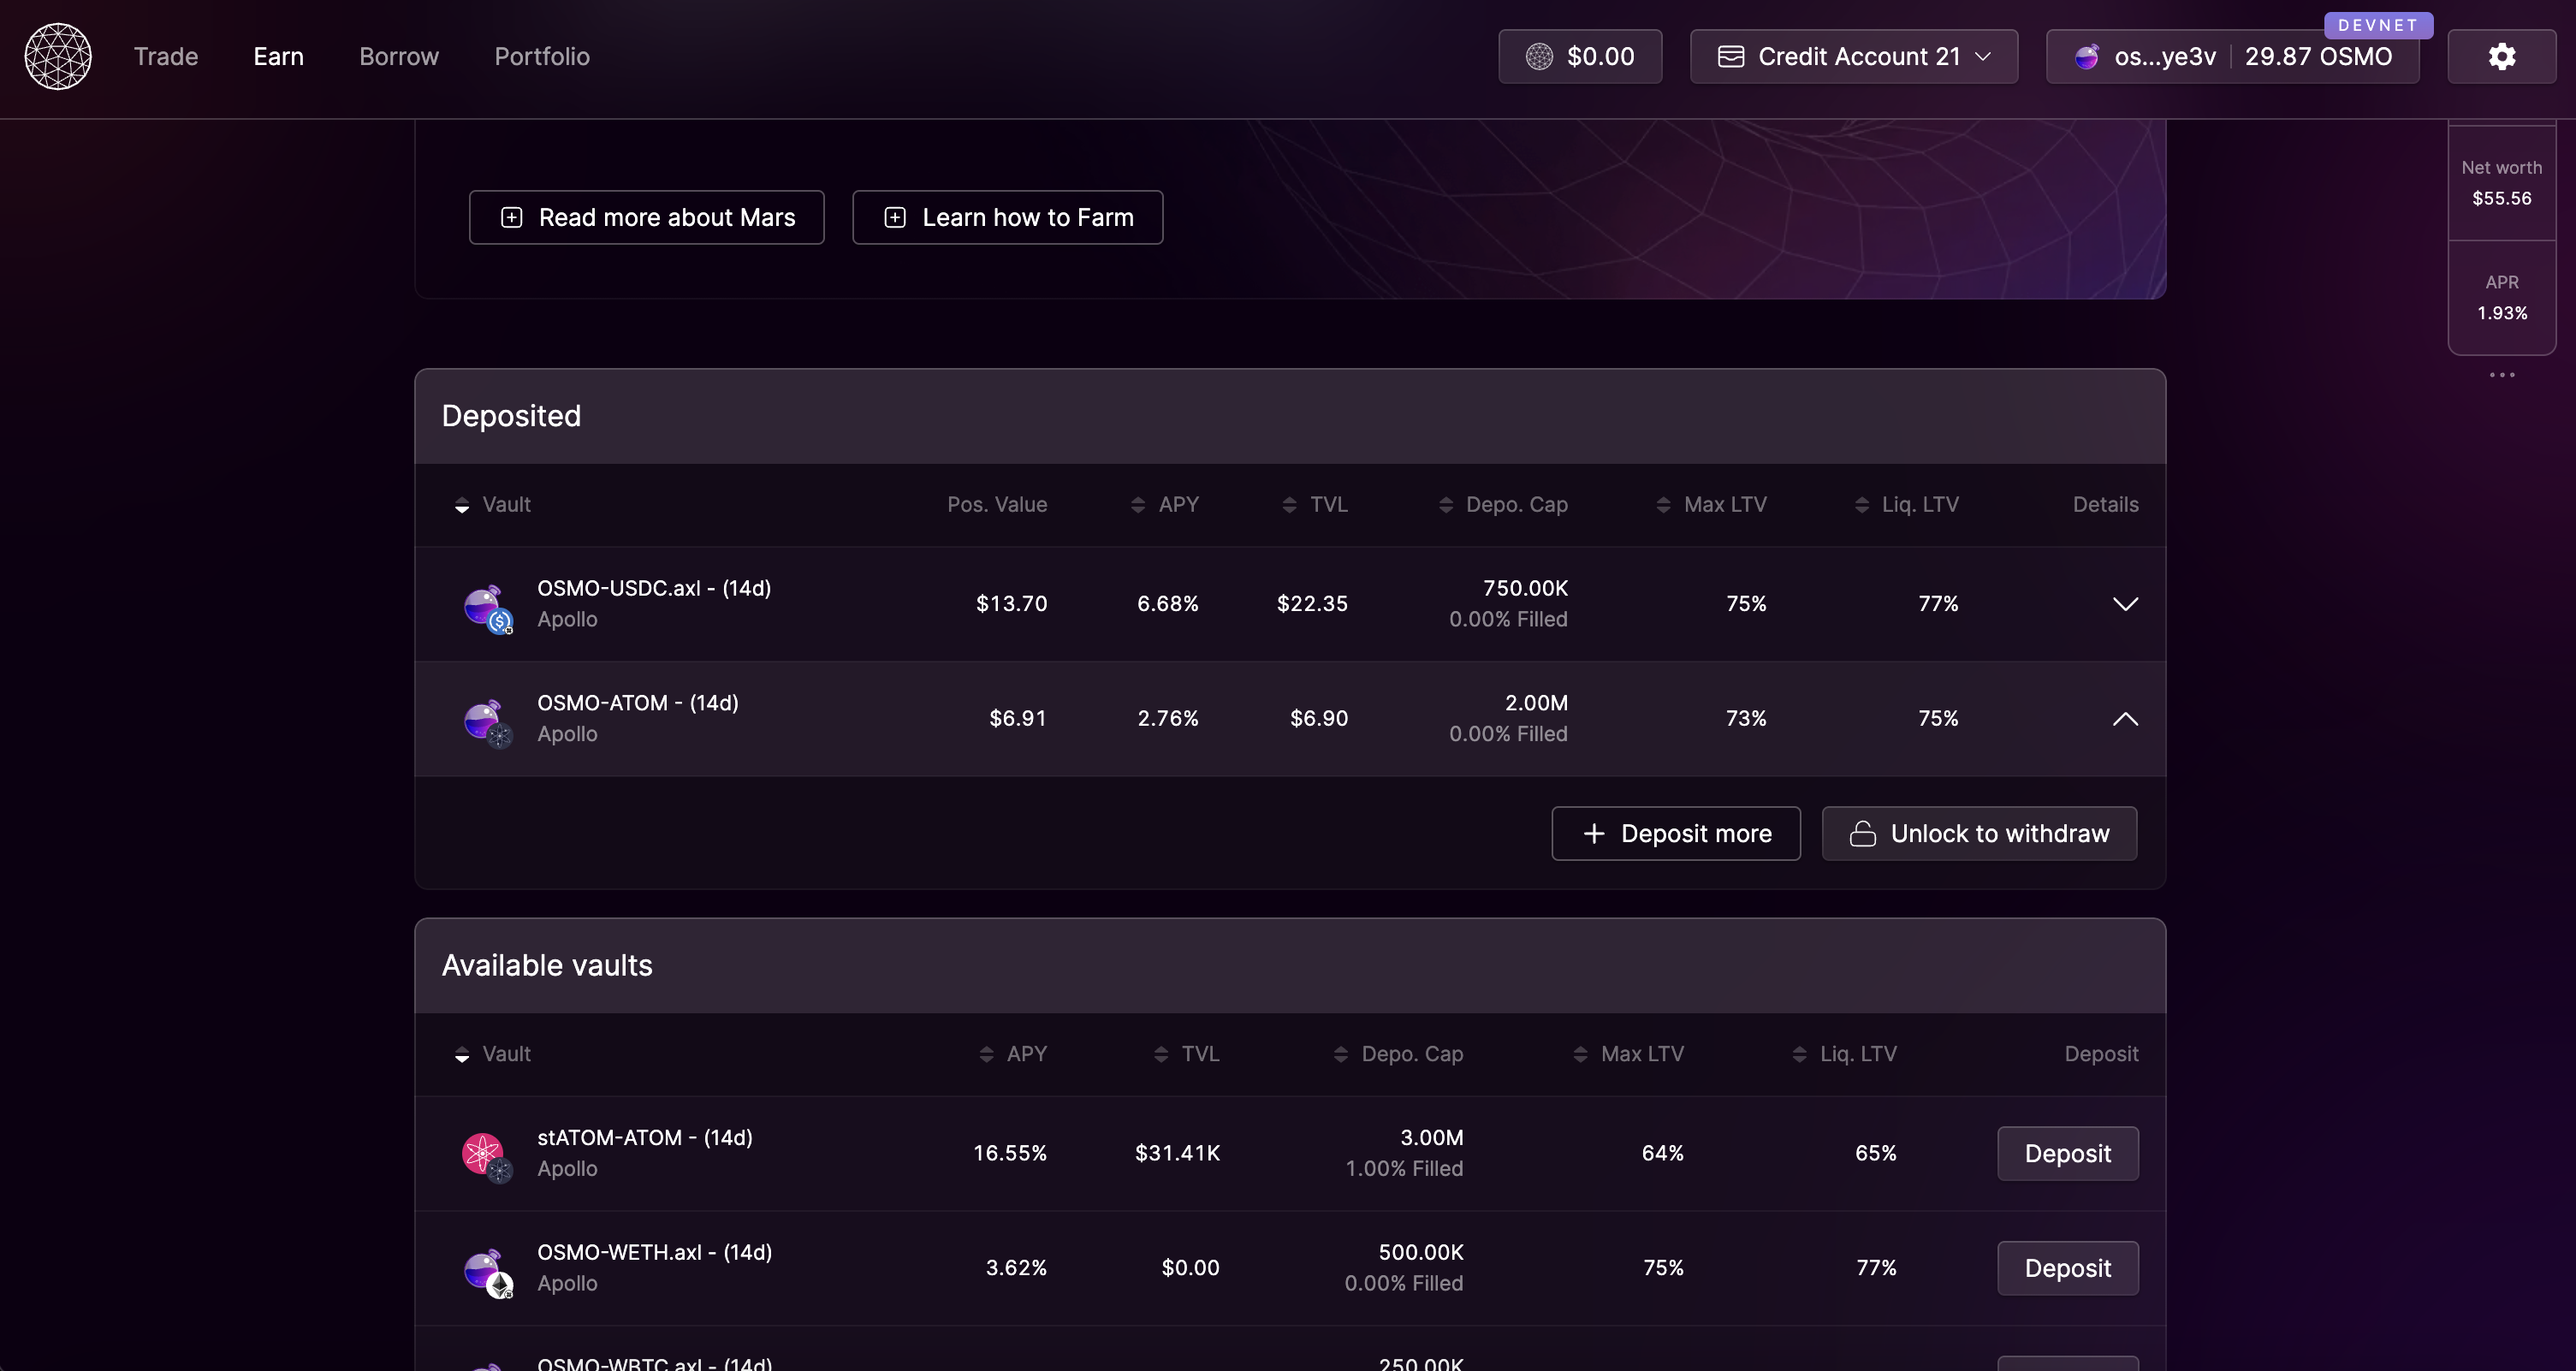 DEVNET
Trade Earn Borrow Portfolio $0.00 Credit Account 21 os...ye3v 29.87 OSMO
Net worth
$55.56
Read more about Mars Learn how to Farm
APR
1.93%
Deposited
Vault Pos. Value APY TVL Depo. Cap Max LTV Liq. LTV Details
OSMO-USDC.axl - (14d) 750.00K
$13.70 6.68% $22.35 75% 77%
Apollo 0.00% Filled
OSMO-ATOM - (14d) 2.00M
$6.91 2.76% $6.90 73% 75%
Apollo 0.00% Filled
Deposit more Unlock to withdraw
Available vaults
Vault APY TVL Depo. Cap Max LTV Liq. LTV Deposit
stATOM-ATOM - (14d) 3.00M
16.55% $31.41K 64% 65% Deposit
Apollo 1.00% Filled
OSMO-WETH.axl - (14d) 500.00K
3.62% $0.00 75% 77% Deposit
Apollo 0.00% Filled
OSMO-WBTC.axl - (14d) 250.00K